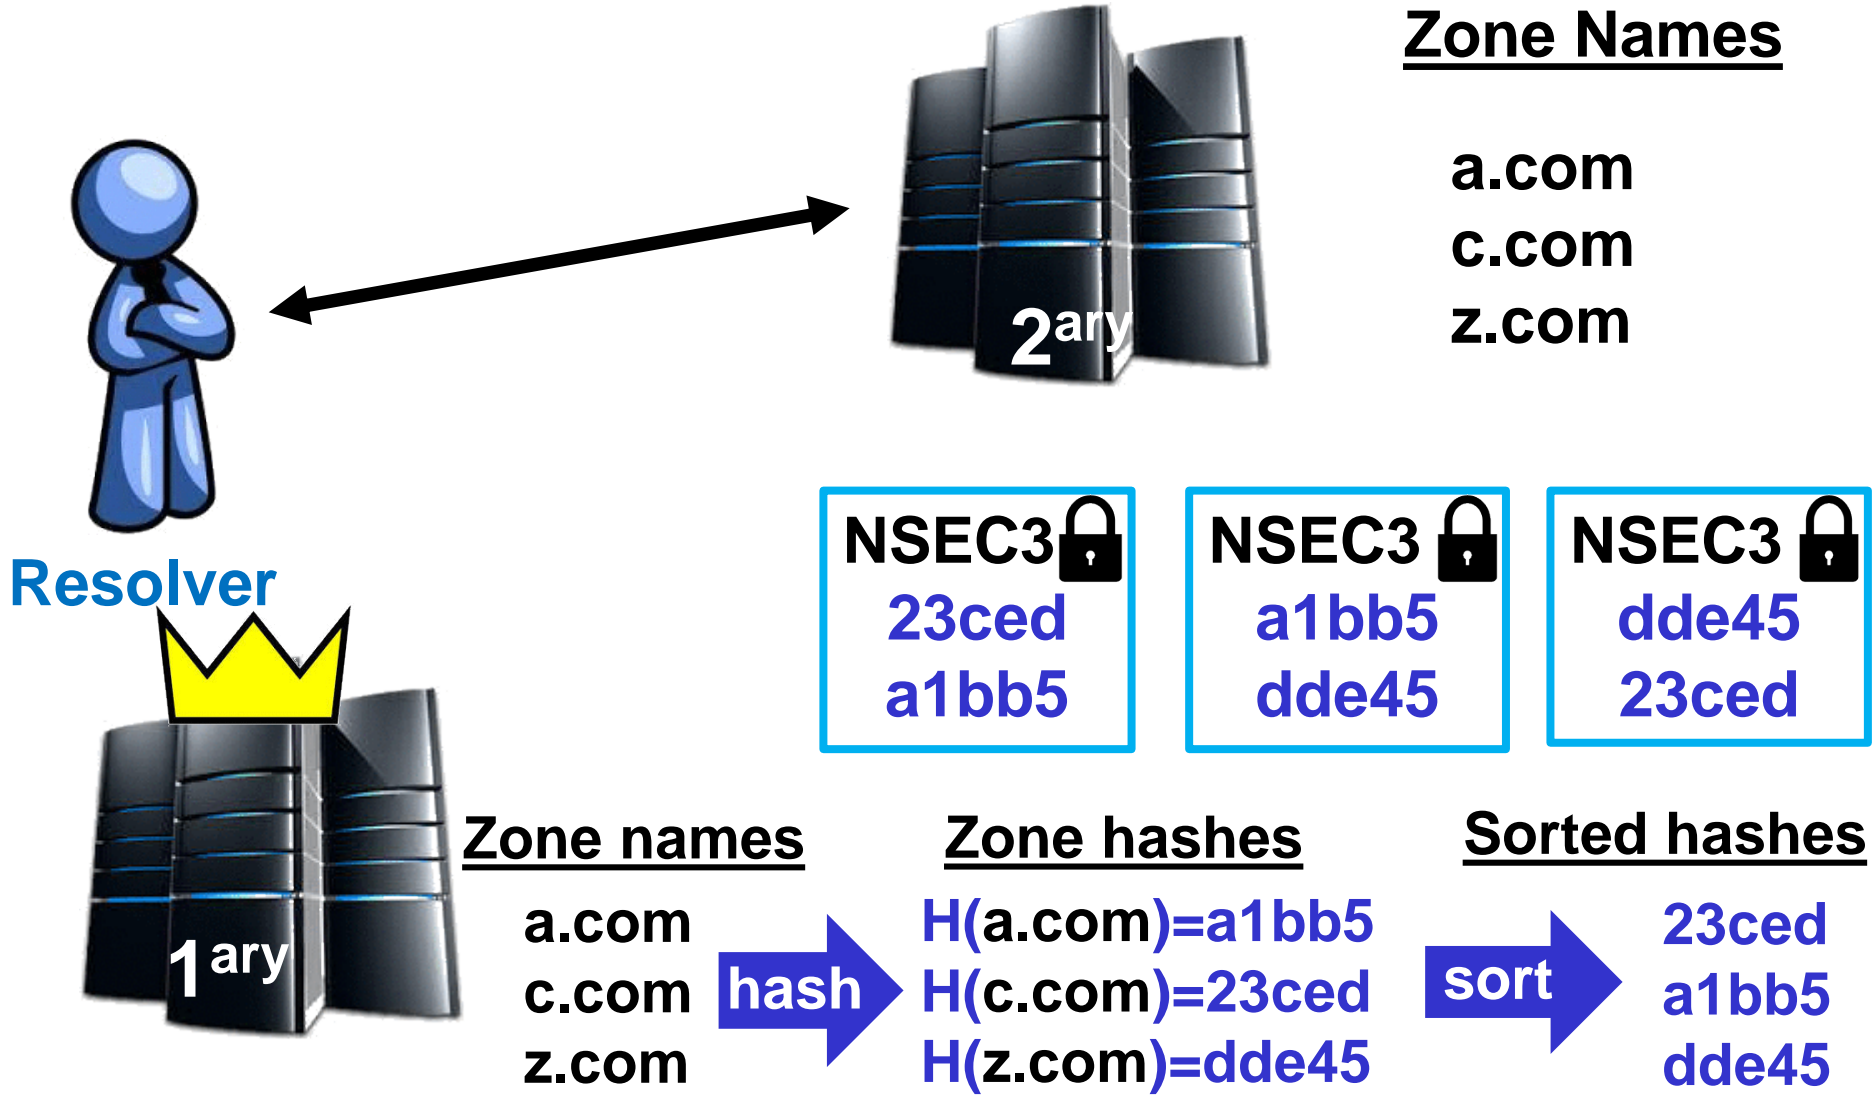 Zone Names
a.com
c.com
z.com
2ary
Resolver
NSEC3
23ced
a1bb5
NSEC3
a1bb5
dde45
NSEC3
dde45
23ced
1ary
Zone names
a.com
c.com
z.com
hash
Zone hashes
H(a.com)=a1bb5
H(c.com)=23ced
H(z.com)=dde45
sort
Sorted hashes
23ced
a1bb5
dde45